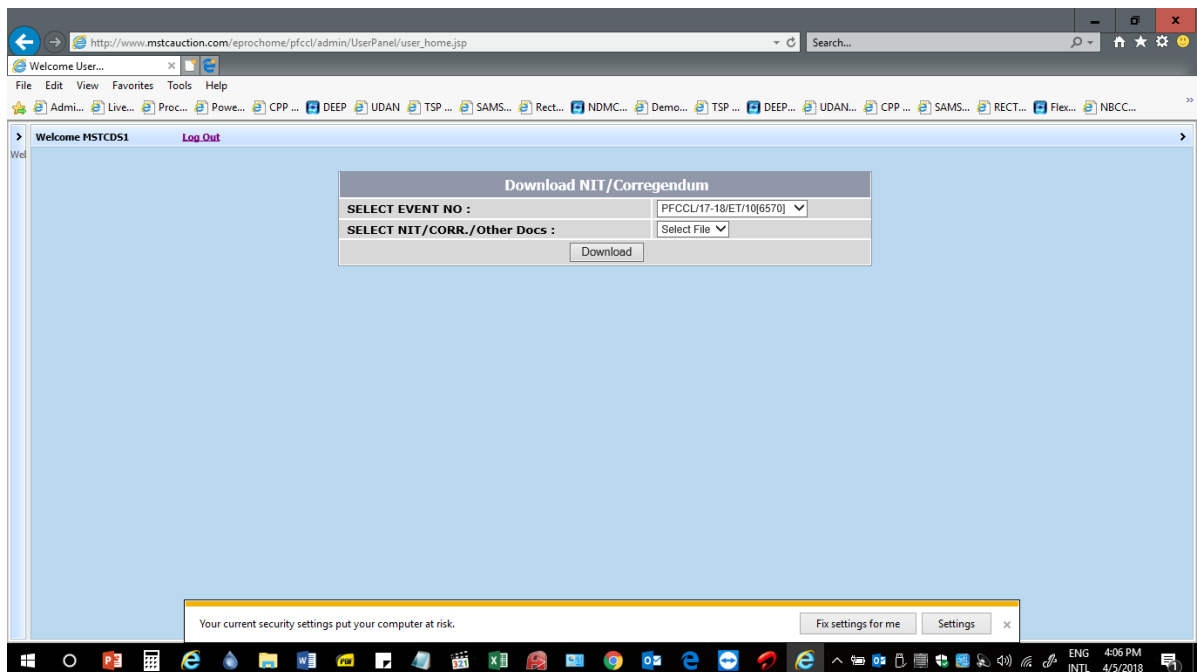 http://www.mstcauction.com/eprochome/pfccl/admin/UserPanel/user_home.jsp
Search...
Welcome User...
File Edit View Favorites Tools Help
Admi... Live... Proc... Powe... CPP ... DEEP UDAN TSP ... SAMS... Rect... NDMC... Demo... TSP ... DEEP... UDAN... CPP ... SAMS... RECT... Flex... NBCC...
Welcome MSTCDS1 Log Out
Wel
Download NIT/Corregendum
SELECT EVENT NO : PFCCL/17-18/ET/10[6570]
SELECT NIT/CORR./Other Docs : Select File
Download
Your current security settings put your computer at risk. Fix settings for me Settings
ENG 4:06 PM
INTL 4/5/2018